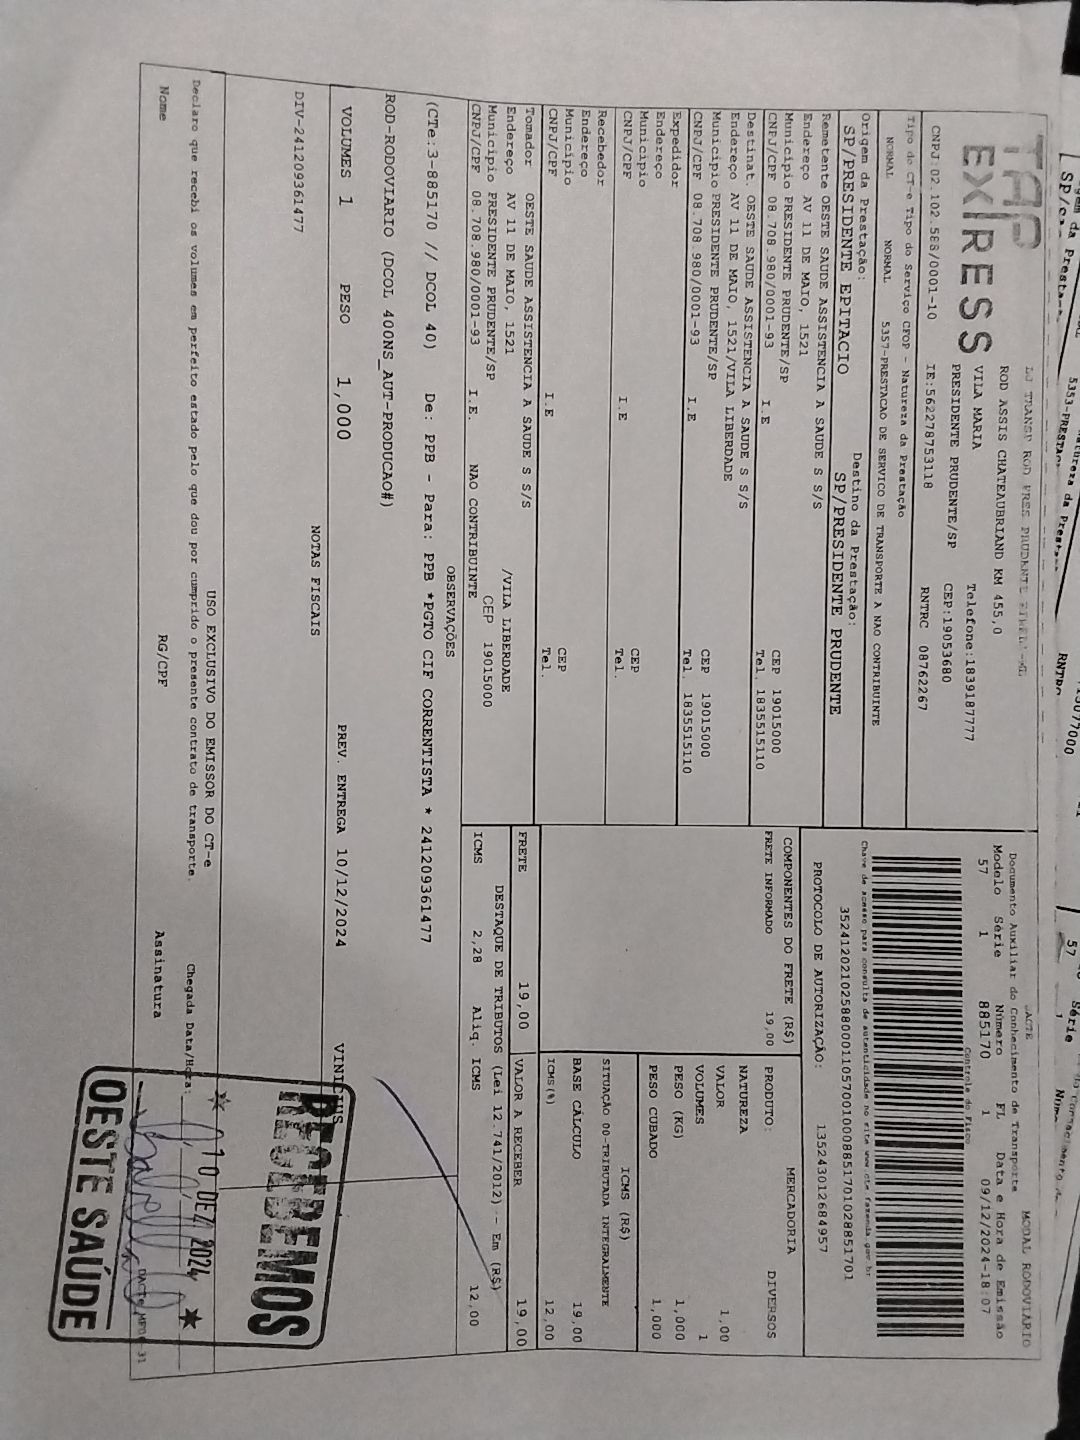 TAP
EXPRESS
ROD ASSIS CHATEAUBRIAND KM 455,0
VILA MARIA Telefone:1839187777
PRESIDENTE PRUDENTE/SP CEP:19053680
CNPJ:02.102.588/0001-10 IE:562278753118 RNTRC 08762267
Tipo do CT-e Tipo do Serviço CFOP - Natureza da Prestação
NORMAL NORMAL 5357-PRESTACAO DE SERVICO DE TRANSPORTE A NAO CONTRIBUINTE
Origem da Prestação: Destino da Prestação:
SP/PRESIDENTE EPITACIO SP/PRESIDENTE PRUDENTE
Remetente OESTE SAUDE ASSISTENCIA A SAUDE S S/S
Endereço AV 11 DE MAIO, 1521
Município PRESIDENTE PRUDENTE/SP CEP 19015000
CNPJ/CPF 08.708.980/0001-93 I.E Tel. 1835515110
Destinat. OESTE SAUDE ASSISTENCIA A SAUDE S S/S
Endereço AV 11 DE MAIO, 1521/VILA LIBERDADE
Município PRESIDENTE PRUDENTE/SP CEP 19015000
CNPJ/CPF 08.708.980/0001-93 I.E Tel. 1835515110
Expedidor
Endereço
Município CEP
CNPJ/CPF I.E Tel.
Recebedor
Endereço
Município CEP
CNPJ/CPF I.E Tel.
Tomador OESTE SAUDE ASSISTENCIA A SAUDE S S/S
Endereço AV 11 DE MAIO, 1521 /VILA LIBERDADE
Município PRESIDENTE PRUDENTE/SP CEP 19015000
CNPJ/CPF 08.708.980/0001-93 I.E. NAO CONTRIBUINTE
DACTE MODAL RODOVIÁRIO
Documento Auxiliar do Conhecimento de Transporte
Modelo Série Número FL Data e Hora de Emissão
57 1 885170 1 09/12/2024-18:07
Controle do Fisco
Chave de acesso para consulta de autenticidade no site www.cte.fazenda.gov.br
PROTOCOLO DE AUTORIZAÇÃO: 135243012684957
COMPONENTES DO FRETE (R$)
FRETE INFORMADO 19,00
PRODUTO: MERCADORIA
NATUREZA DIVERSOS
VALOR 1,00
VOLUMES 1
PESO (KG) 1,000
PESO CUBADO 1,000
ICMS (R$)
SITUAÇÃO 00-TRIBUTADA INTEGRALMENTE
BASE CÁLCULO 19,00
ICMS(%) 12,00
FRETE 19,00 VALOR A RECEBER 19,00
DESTAQUE DE TRIBUTOS (Lei 12.741/2012) -- Em (R$)
ICMS 2,28 Aliq. ICMS 12,00
OBSERVAÇÕES
(CTe:3-885170 // DCOL 40) De: PPB - Para: PPB *PGTO CIF CORRENTISTA * 241209361477
ROD-RODOVIARIO (DCOL 400NS_AUT-PRODUCAO#)
VOLUMES 1 PESO 1,000 PREV. ENTREGA 10/12/2024 VINICIUS
NOTAS FISCAIS
DIV-241209361477
USO EXCLUSIVO DO EMISSOR DO CT-e
Declaro que recebi os volumes em perfeito estado pelo que dou por cumprido o presente contrato de transporte. Chegada Data/Hora:
Nome RG/CPF Assinatura
RECEBEMOS
10 DEZ 2024
OESTE SAÚDE